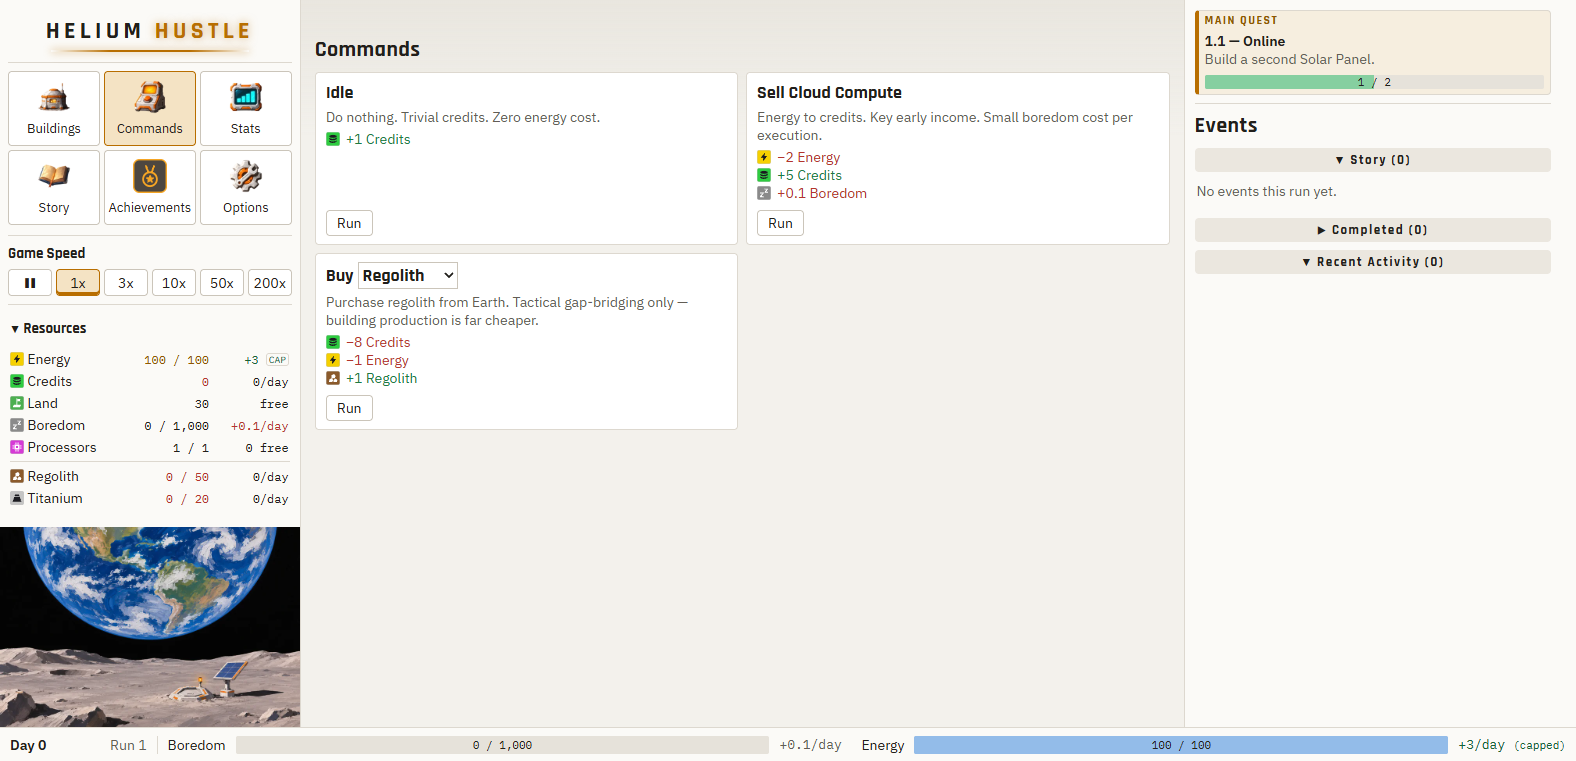 HELIUM HUSTLE
Buildings
Commands
Stats
Story
Achievements
Options
Game Speed
1x
3x
10x
50x
200x
▼ Resources
Energy 100 / 100 +3 CAP
Credits 0 0/day
Land 30 free
Boredom 0 / 1,000 +0.1/day
Processors 1 / 1 0 free
Regolith 0 / 50 0/day
Titanium 0 / 20 0/day
Commands
Idle
Do nothing. Trivial credits. Zero energy cost.
+1 Credits
Run
Sell Cloud Compute
Energy to credits. Key early income. Small boredom cost per
execution.
−2 Energy
+5 Credits
+0.1 Boredom
Run
Buy Regolith
Purchase regolith from Earth. Tactical gap-bridging only —
building production is far cheaper.
−8 Credits
−1 Energy
+1 Regolith
Run
MAIN QUEST
1.1 — Online
Build a second Solar Panel.
1 / 2
Events
▼ Story (0)
No events this run yet.
▶ Completed (0)
▼ Recent Activity (0)
Day 0 Run 1 Boredom 0 / 1,000 +0.1/day Energy 100 / 100 +3/day (capped)